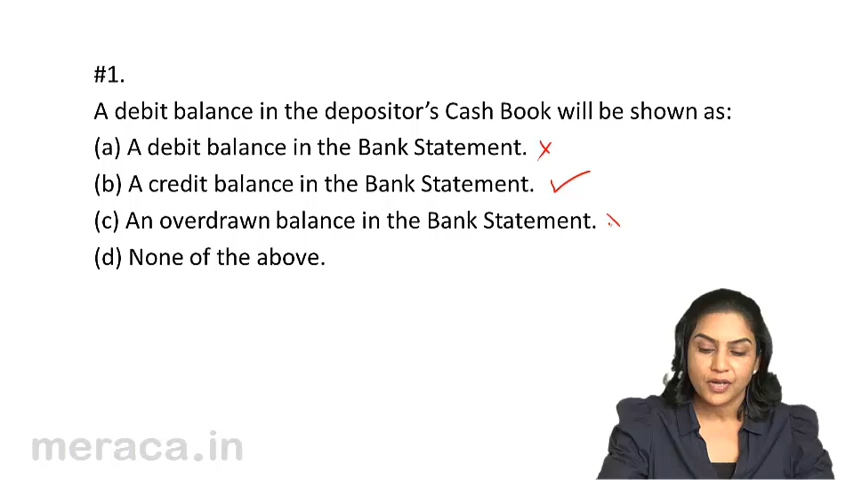 #1.
A debit balance in the depositor’s Cash Book will be shown as:
(a) A debit balance in the Bank Statement.
(b) A credit balance in the Bank Statement.
(c) An overdrawn balance in the Bank Statement.
(d) None of the above.
meraca.in